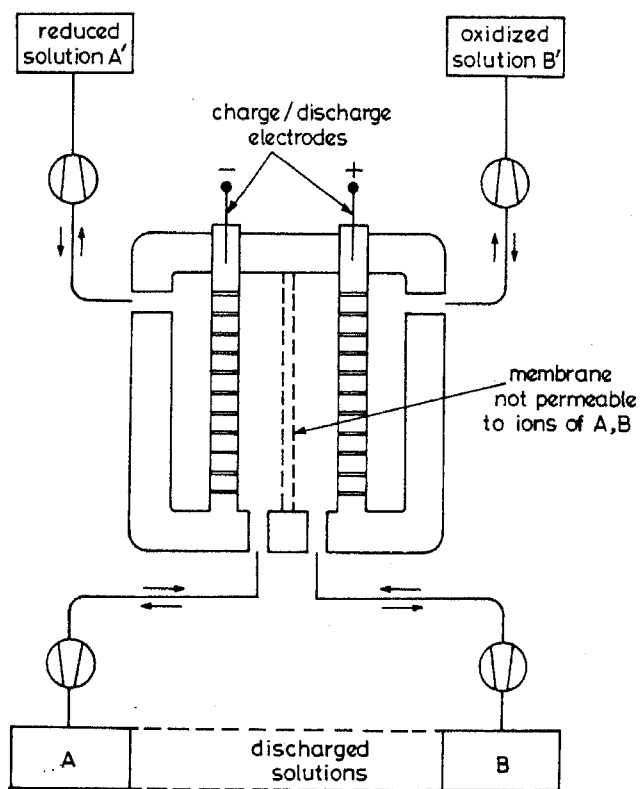 reduced
solution A'
oxidized
solution B'
charge/discharge
electrodes
−
+
membrane
not permeable
to ions of A,B
A
discharged
solutions
B